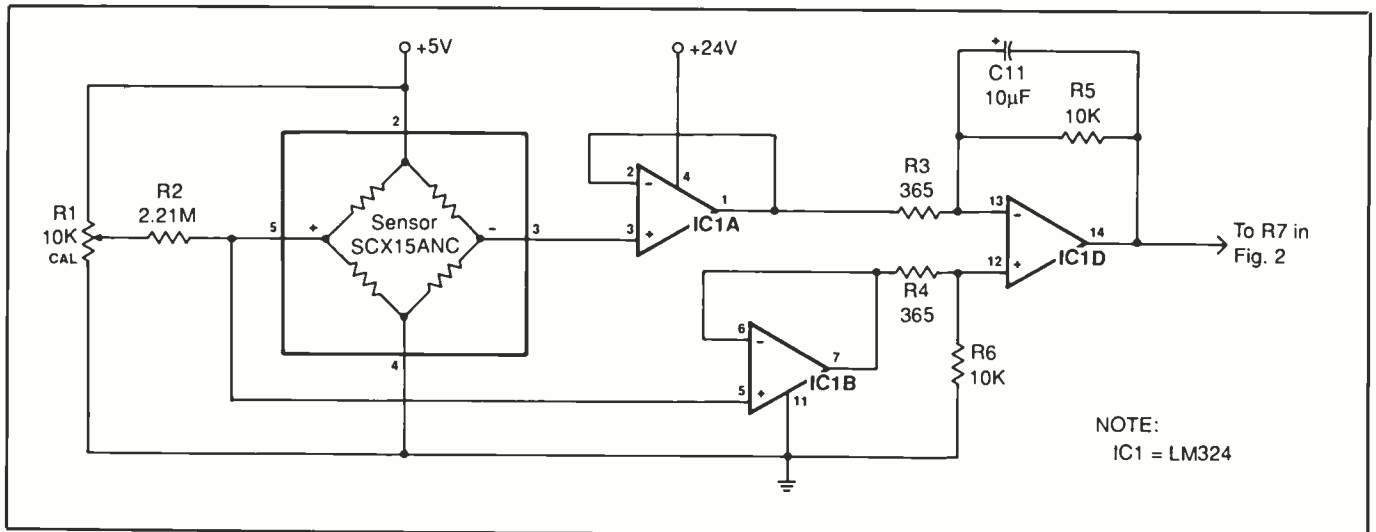 +5V
+24V
+
C11
10µF
R5
10K
2
R1
10K
CAL
R2
2.21M
5
+
Sensor
SCX15ANC
-
3
4
2
-
4
1
3
+
IC1A
R3
365
13
-
14
12
+
IC1D
To R7 in
Fig. 2
R4
365
6
-
7
5
+
11
IC1B
R6
10K
NOTE:
IC1 = LM324